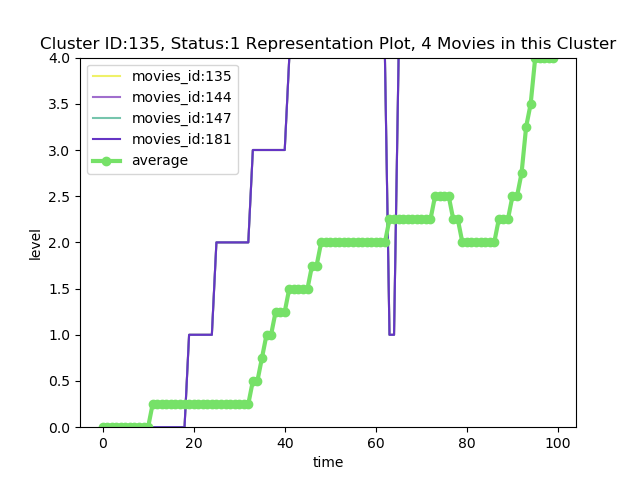 Cluster ID:135, Status:1 Representation Plot, 4 Movies in this Cluster
4.0
3.5
3.0
2.5
2.0
1.5
1.0
0.5
0.0
level
movies_id:135
movies_id:144
movies_id:147
movies_id:181
average
0 20 40 60 80 100
time